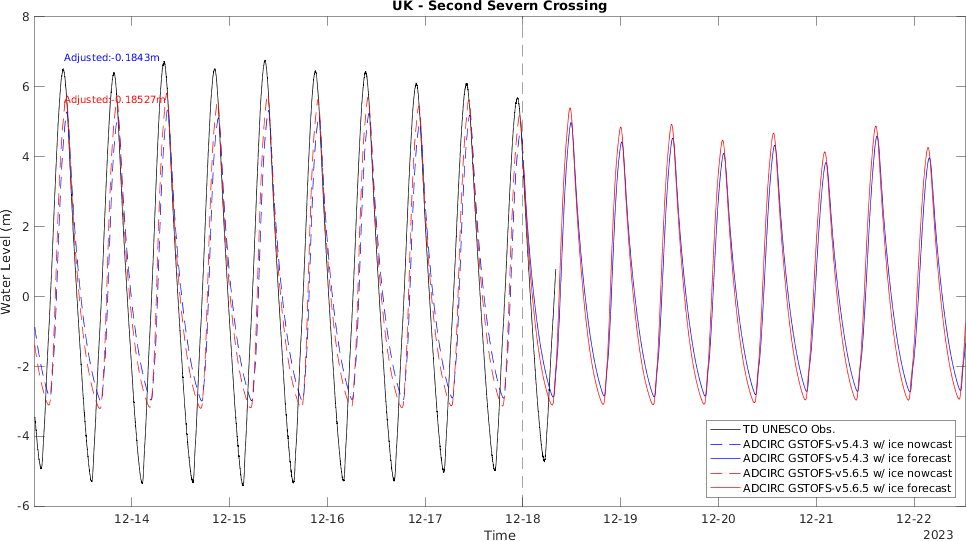 UK - Second Severn Crossing
8
6
4
2
0
-2
-4
-6
Water Level (m)
Adjusted:-0.1843m
Adjusted:-0.18527m
TD UNESCO Obs.
ADCIRC GSTOFS-v5.4.3 w/ ice nowcast
ADCIRC GSTOFS-v5.4.3 w/ ice forecast
ADCIRC GSTOFS-v5.6.5 w/ ice nowcast
ADCIRC GSTOFS-v5.6.5 w/ ice forecast
12-14 12-15 12-16 12-17 12-18 12-19 12-20 12-21 12-22
Time
2023